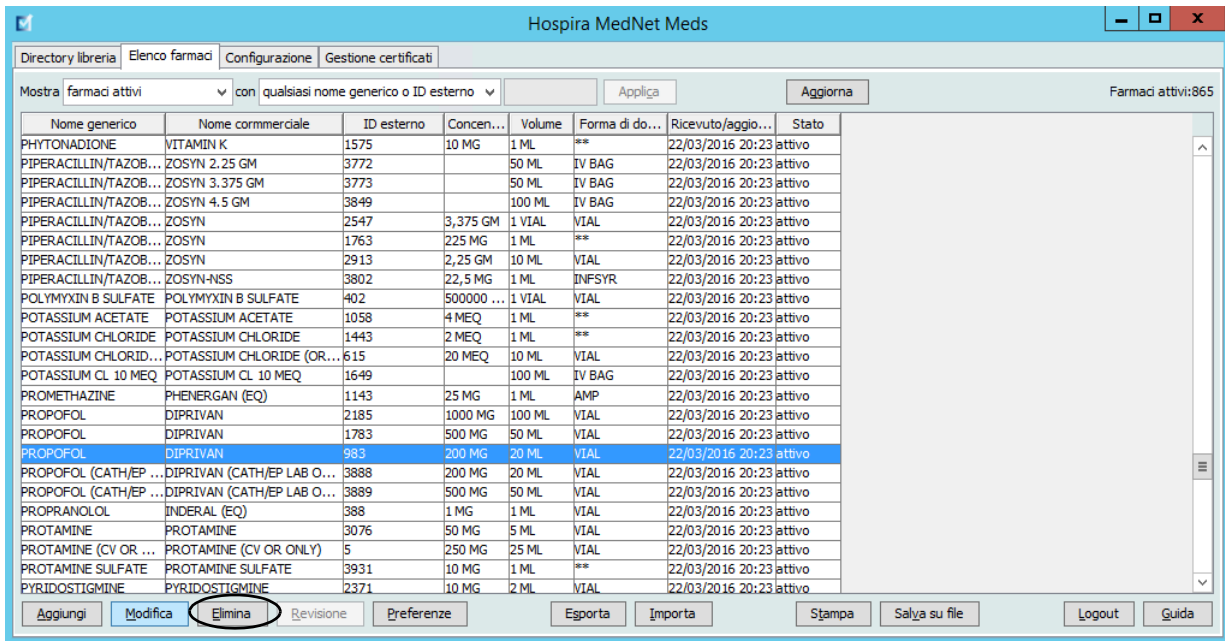 Hospira MedNet Meds
Directory libreria Elenco farmaci Configurazione Gestione certificati
Mostra farmaci attivi con qualsiasi nome generico o ID esterno Applica Aggiorna Farmaci attivi:865
Nome generico Nome cormmerciale ID esterno Concen... Volume Forma di do... Ricevuto/aggio... Stato
PHYTONADIONE VITAMIN K 1575 10 MG 1 ML ** 22/03/2016 20:23 attivo
PIPERACILLIN/TAZOB... ZOSYN 2.25 GM 3772 50 ML IV BAG 22/03/2016 20:23 attivo
PIPERACILLIN/TAZOB... ZOSYN 3.375 GM 3773 50 ML IV BAG 22/03/2016 20:23 attivo
PIPERACILLIN/TAZOB... ZOSYN 4.5 GM 3849 100 ML IV BAG 22/03/2016 20:23 attivo
PIPERACILLIN/TAZOB... ZOSYN 2547 3,375 GM 1 VIAL VIAL 22/03/2016 20:23 attivo
PIPERACILLIN/TAZOB... ZOSYN 1763 225 MG 1 ML ** 22/03/2016 20:23 attivo
PIPERACILLIN/TAZOB... ZOSYN 2913 2,25 GM 10 ML VIAL 22/03/2016 20:23 attivo
PIPERACILLIN/TAZOB... ZOSYN-NSS 3802 22,5 MG 1 ML INFSYR 22/03/2016 20:23 attivo
POLYMYXIN B SULFATE POLYMYXIN B SULFATE 402 500000 ... 1 VIAL VIAL 22/03/2016 20:23 attivo
POTASSIUM ACETATE POTASSIUM ACETATE 1058 4 MEQ 1 ML ** 22/03/2016 20:23 attivo
POTASSIUM CHLORIDE POTASSIUM CHLORIDE 1443 2 MEQ 1 ML ** 22/03/2016 20:23 attivo
POTASSIUM CHLORID... POTASSIUM CHLORIDE (OR... 615 20 MEQ 10 ML VIAL 22/03/2016 20:23 attivo
POTASSIUM CL 10 MEQ POTASSIUM CL 10 MEQ 1649 100 ML IV BAG 22/03/2016 20:23 attivo
PROMETHAZINE PHENERGAN (EQ) 1143 25 MG 1 ML AMP 22/03/2016 20:23 attivo
PROPOFOL DIPRIVAN 2185 1000 MG 100 ML VIAL 22/03/2016 20:23 attivo
PROPOFOL DIPRIVAN 1783 500 MG 50 ML VIAL 22/03/2016 20:23 attivo
PROPOFOL DIPRIVAN 983 200 MG 20 ML VIAL 22/03/2016 20:23 attivo
PROPOFOL (CATH/EP ... DIPRIVAN (CATH/EP LAB O... 3888 200 MG 20 ML VIAL 22/03/2016 20:23 attivo
PROPOFOL (CATH/EP ... DIPRIVAN (CATH/EP LAB O... 3889 500 MG 50 ML VIAL 22/03/2016 20:23 attivo
PROPRANOLOL INDERAL (EQ) 388 1 MG 1 ML VIAL 22/03/2016 20:23 attivo
PROTAMINE PROTAMINE 3076 50 MG 5 ML VIAL 22/03/2016 20:23 attivo
PROTAMINE (CV OR ... PROTAMINE (CV OR ONLY) 5 250 MG 25 ML VIAL 22/03/2016 20:23 attivo
PROTAMINE SULFATE PROTAMINE SULFATE 3931 10 MG 1 ML ** 22/03/2016 20:23 attivo
PYRIDOSTIGMINE PYRIDOSTIGMINE 2371 10 MG 2 ML VIAL 22/03/2016 20:23 attivo
Aggiungi Modifica Elimina Revisione Preferenze Esporta Importa Stampa Salva su file Logout Guida